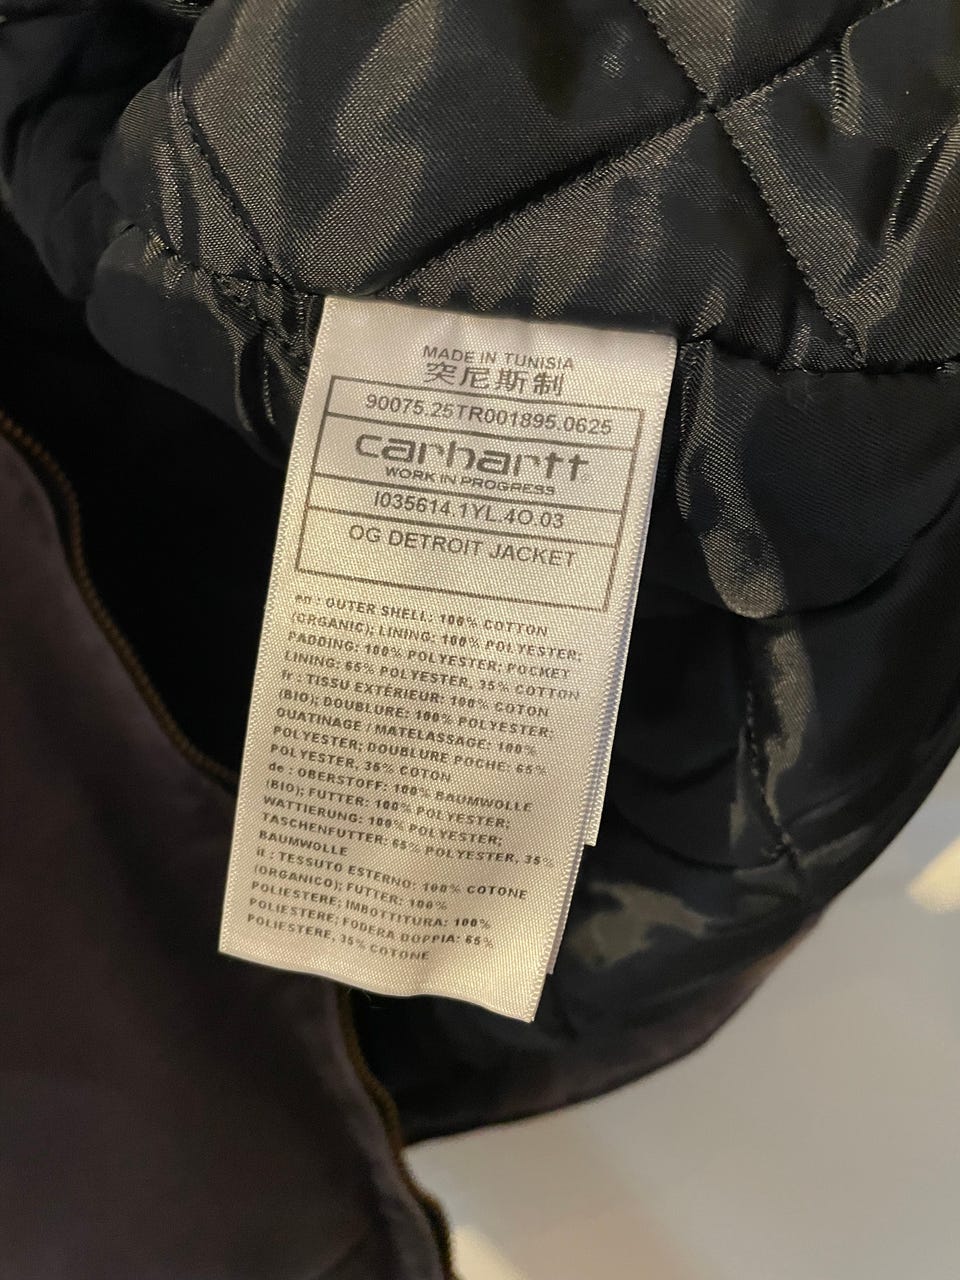 MADE IN TUNISIA
突尼斯制
90075.25TR001895.0625
carhartt
WORK IN PROGRESS
I035614.1YL.4O.03
OG DETROIT JACKET
en : OUTER SHELL: 100% COTTON
(ORGANIC); LINING: 100% POLYESTER;
PADDING: 100% POLYESTER; POCKET
LINING: 65% POLYESTER, 35% COTTON
fr : TISSU EXTÉRIEUR: 100% COTON
(BIO); DOUBLURE: 100% POLYESTER;
OUATINAGE / MATELASSAGE: 100%
POLYESTER; DOUBLURE POCHE: 65%
POLYESTER, 35% COTON
de : OBERSTOFF: 100% BAUMWOLLE
(BIO); FUTTER: 100% POLYESTER;
WATTIERUNG: 100% POLYESTER;
TASCHENFUTTER: 65% POLYESTER, 35%
BAUMWOLLE
it : TESSUTO ESTERNO: 100% COTONE
(ORGANICO); FUTTER: 100%
POLIESTERE; IMBOTTITURA: 100%
POLIESTERE; FODERA DOPPIA: 65%
POLIESTERE, 35% COTONE